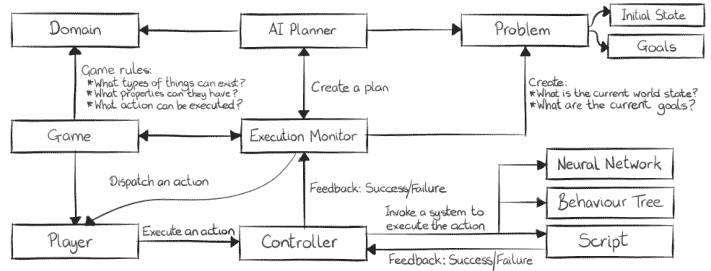 Domain
AI Planner
Problem
Initial State
Goals
Game rules:
*What types of things can exist?
*What properties can they have?
*What action can be executed?
Create a plan
Create:
*What is the current world state?
*What are the current goals?
Game
Execution Monitor
Dispatch an action
Feedback: Success/Failure
Neural Network
Behaviour Tree
Invoke a system to
execute the action
Player
Execute an action
Controller
Script
Feedback: Success/Failure